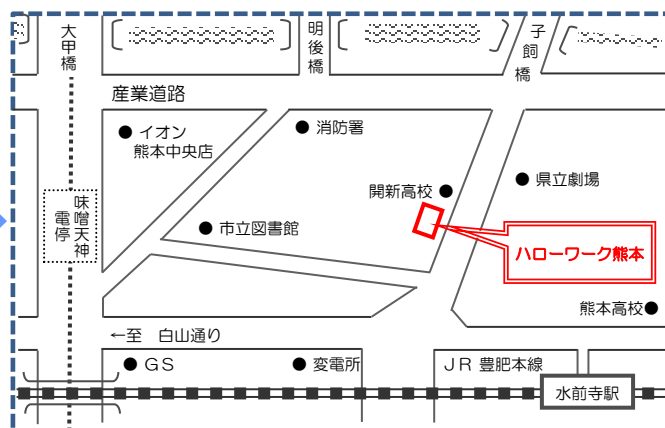 大甲橋
明後橋
子飼橋
産業道路
イオン
熊本中央店
消防署
開新高校
県立劇場
味噌天神
電停
市立図書館
ハローワーク熊本
熊本高校
←至 白山通り
GS
変電所
JR 豊肥本線
水前寺駅